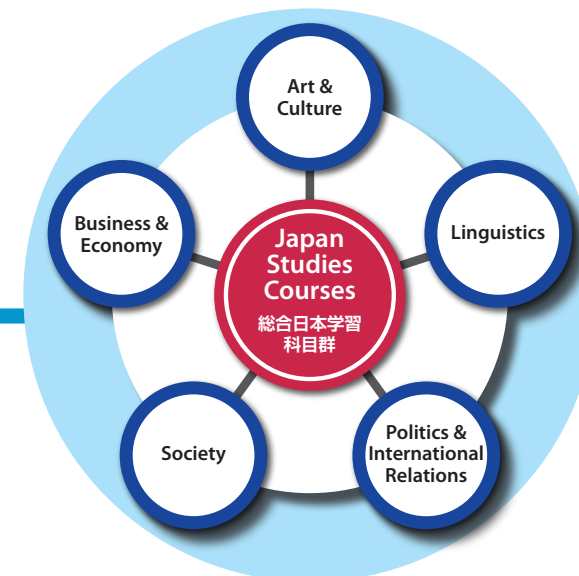 Art &
Culture
Business &
Economy
Linguistics
Japan
Studies
Courses
総合日本学習
科目群
Society
Politics &
International
Relations